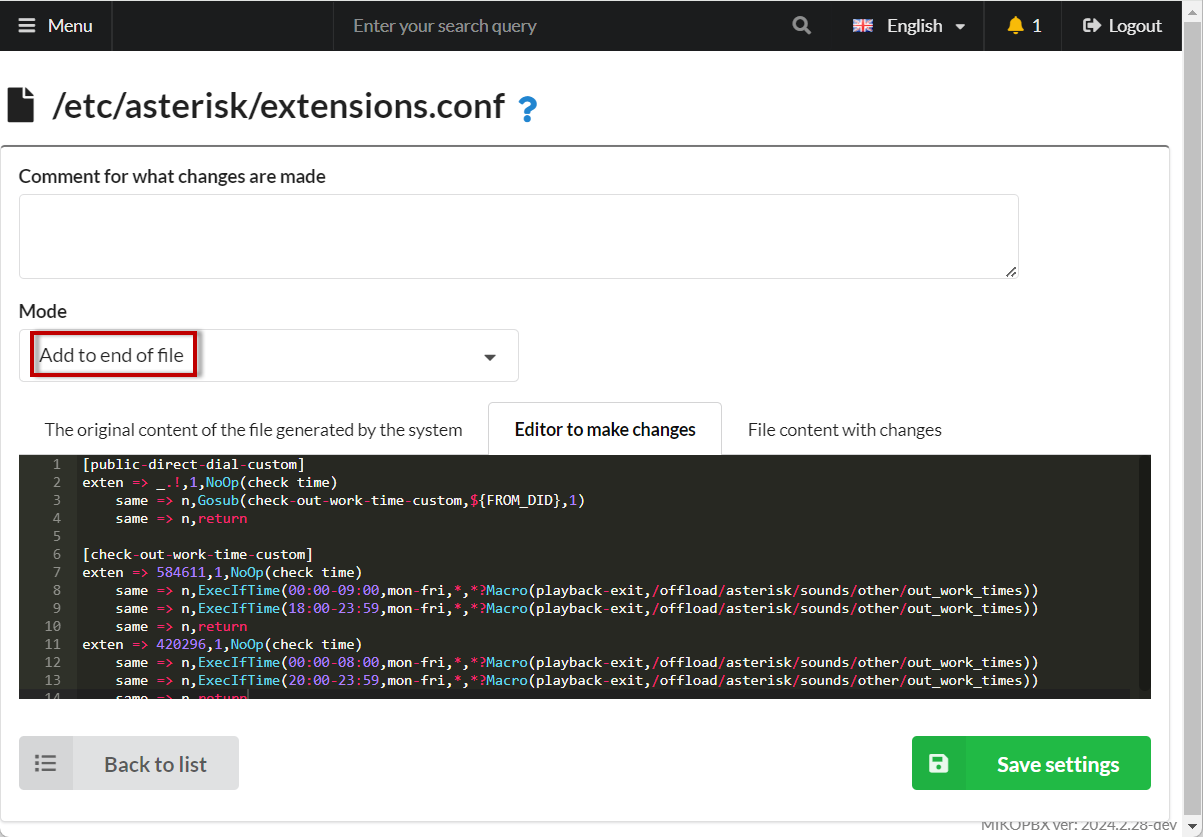 Menu
Enter your search query
English
1
Logout
/etc/asterisk/extensions.conf ?
Comment for what changes are made
Mode
Add to end of file
The original content of the file generated by the system
Editor to make changes
File content with changes
1 [public-direct-dial-custom]
2 exten => _.!,1,NoOp(check time)
3 same => n,Gosub(check-out-work-time-custom,${FROM_DID},1)
4 same => n,return
5
6 [check-out-work-time-custom]
7 exten => 584611,1,NoOp(check time)
8 same => n,ExecIfTime(00:00-09:00,mon-fri,*,*?Macro(playback-exit,/offload/asterisk/sounds/other/out_work_times))
9 same => n,ExecIfTime(18:00-23:59,mon-fri,*,*?Macro(playback-exit,/offload/asterisk/sounds/other/out_work_times))
10 same => n,return
11 exten => 420296,1,NoOp(check time)
12 same => n,ExecIfTime(00:00-08:00,mon-fri,*,*?Macro(playback-exit,/offload/asterisk/sounds/other/out_work_times))
13 same => n,ExecIfTime(20:00-23:59,mon-fri,*,*?Macro(playback-exit,/offload/asterisk/sounds/other/out_work_times))
14 same => n,return
Back to list
Save settings
MIKOPBX ver: 2024.2.28-dev